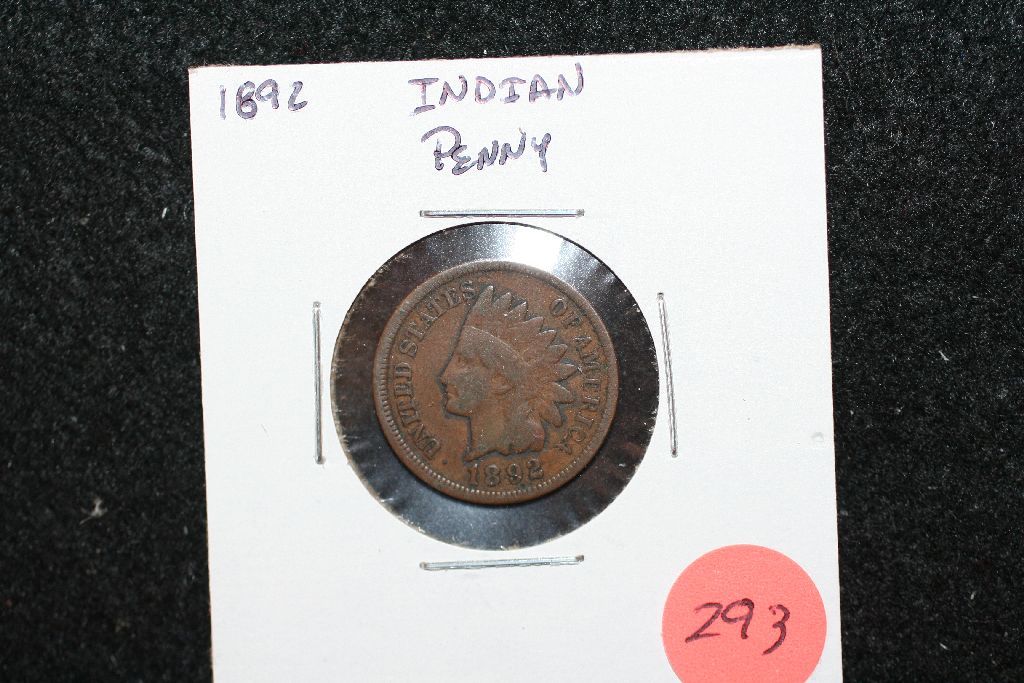 1892 INDIAN
PENNY
UNITED STATES OF AMERICA
1892
293